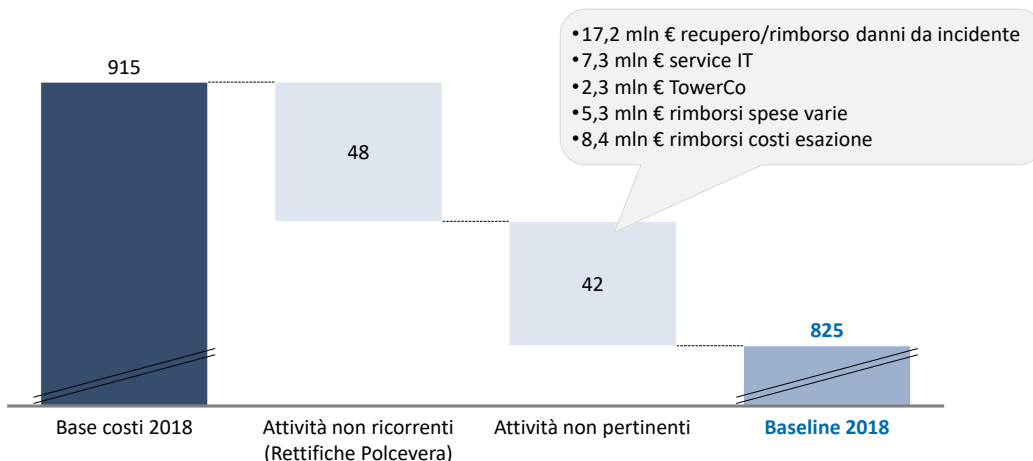 •17,2 mln € recupero/rimborso danni da incidente
•7,3 mln € service IT
•2,3 mln € TowerCo
•5,3 mln € rimborsi spese varie
•8,4 mln € rimborsi costi esazione
915
48
42
825
Base costi 2018
Attività non ricorrenti
(Rettifiche Polcevera)
Attività non pertinenti
Baseline 2018